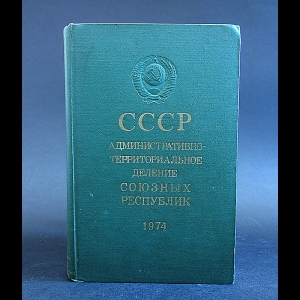 СССР
АДМИНИСТРАТИВНО-
ТЕРРИТОРИАЛЬНОЕ
ДЕЛЕНИЕ
СОЮЗНЫХ
РЕСПУБЛИК
1974